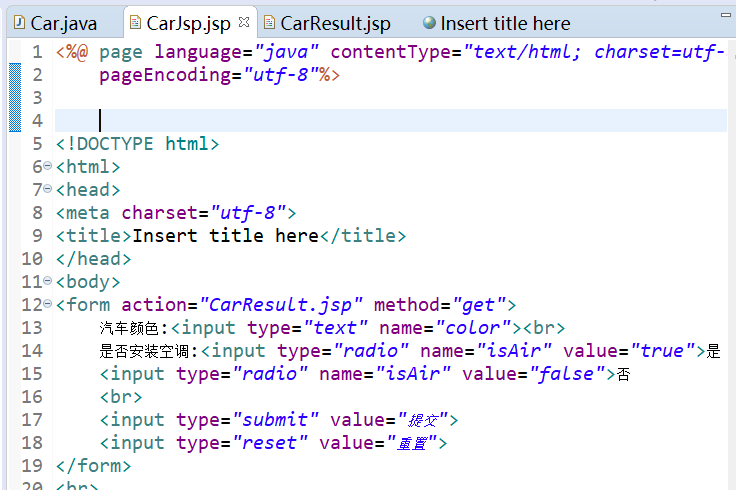 Car.java CarJsp.jsp CarResult.jsp Insert title here
1 <%@ page language="java" contentType="text/html; charset=utf-
2 pageEncoding="utf-8"%>
3
4
5 <!DOCTYPE html>
6 <html>
7 <head>
8 <meta charset="utf-8">
9 <title>Insert title here</title>
10 </head>
11 <body>
12 <form action="CarResult.jsp" method="get">
13 汽车颜色:<input type="text" name="color"><br>
14 是否安装空调:<input type="radio" name="isAir" value="true">是
15 <input type="radio" name="isAir" value="false">否
16 <br>
17 <input type="submit" value="提交">
18 <input type="reset" value="重置">
19 </form>
20 <br>